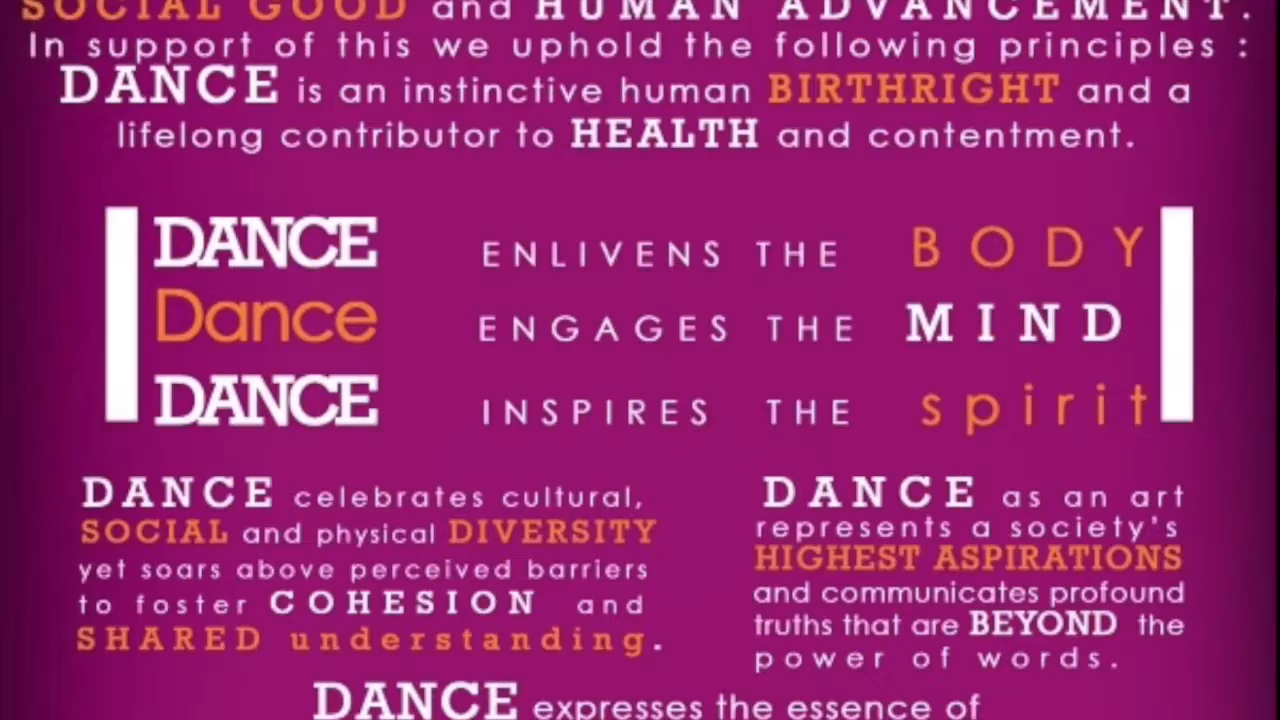 SOCIAL GOOD and HUMAN ADVANCEMENT.
In support of this we uphold the following principles :
DANCE is an instinctive human BIRTHRIGHT and a
lifelong contributor to HEALTH and contentment.
DANCE ENLIVENS THE BODY
Dance ENGAGES THE MIND
DANCE INSPIRES THE spirit
DANCE celebrates cultural,
SOCIAL and physical DIVERSITY
yet soars above perceived barriers
to foster COHESION and
SHARED understanding.
DANCE as an art
represents a society's
HIGHEST ASPIRATIONS
and communicates profound
truths that are BEYOND the
power of words.
DANCE expresses the essence of